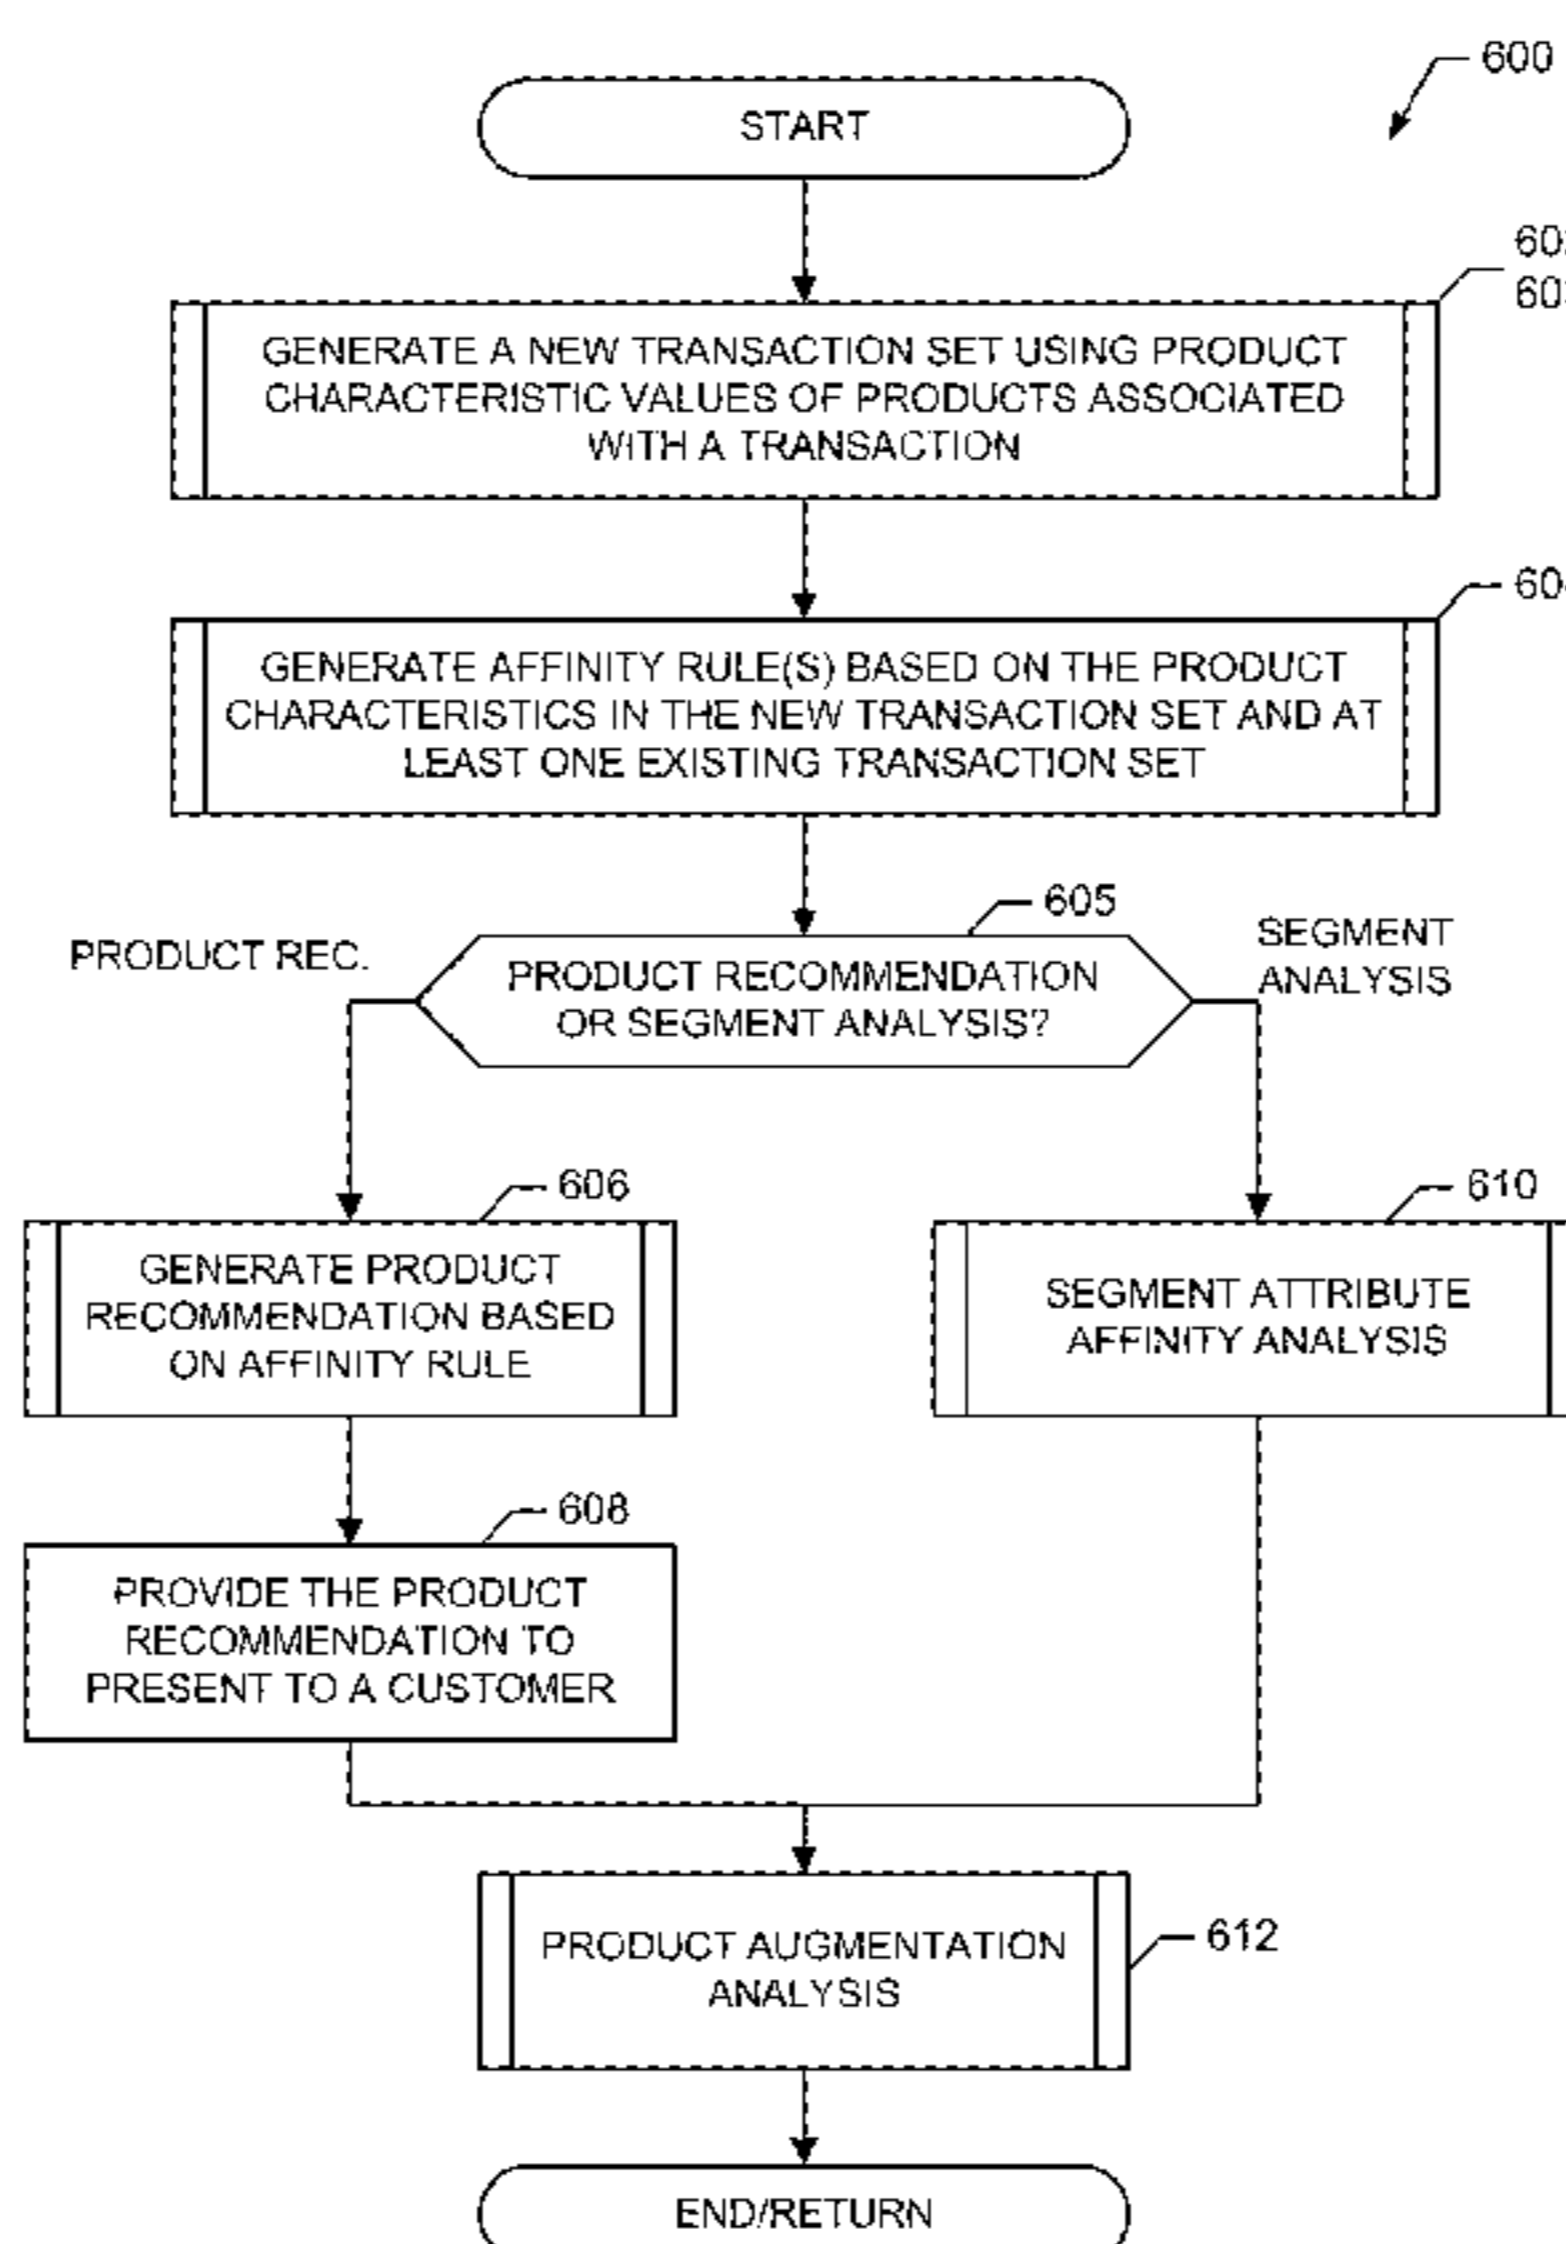 600
START
GENERATE A NEW TRANSACTION SET USING PRODUCT
CHARACTERISTIC VALUES OF PRODUCTS ASSOCIATED
WITH A TRANSACTION
GENERATE AFFINITY RULE(S) BASED ON THE PRODUCT
CHARACTERISTICS IN THE NEW TRANSACTION SET AND AT
LEAST ONE EXISTING TRANSACTION SET
605
PRODUCT REC.
PRODUCT RECOMMENDATION
OR SEGMENT ANALYSIS?
SEGMENT
ANALYSIS
606
GENERATE PRODUCT
RECOMMENDATION BASED
ON AFFINITY RULE
610
SEGMENT ATTRIBUTE
AFFINITY ANALYSIS
608
PROVIDE THE PRODUCT
RECOMMENDATION TO
PRESENT TO A CUSTOMER
PRODUCT AUGMENTATION
ANALYSIS
612
END/RETURN